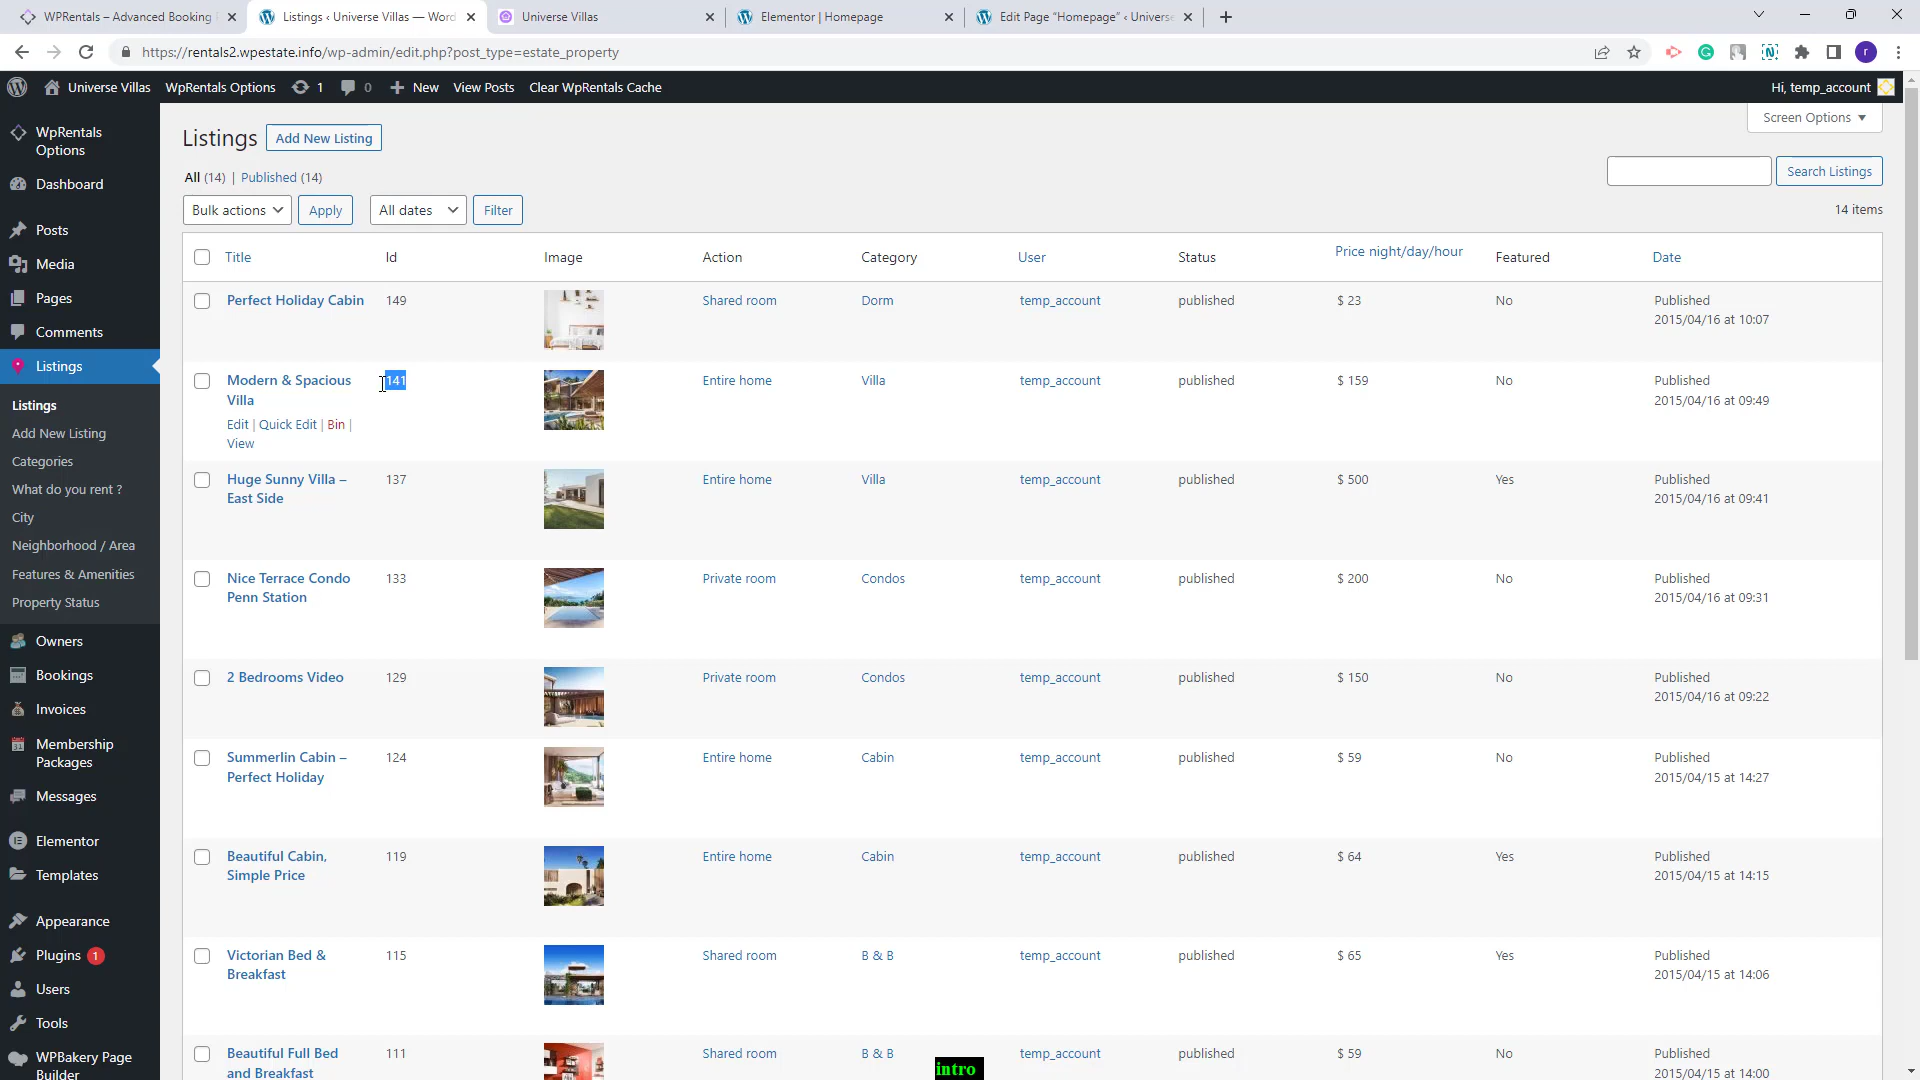 WPRentals – Advanced Booking
Listings ‹ Universe Villas — Word
Universe Villas
Elementor | Homepage
Edit Page “Homepage” ‹ Universe
https://rentals2.wpestate.info/wp-admin/edit.php?post_type=estate_property
r
Universe Villas
WpRentals Options
1
0
New
View Posts
Clear WpRentals Cache
Hi, temp_account
WpRentals Options
Dashboard
Posts
Media
Pages
Comments
Listings
Listings
Add New Listing
Categories
What do you rent ?
City
Neighborhood / Area
Features & Amenities
Property Status
Owners
Bookings
Invoices
Membership Packages
Messages
Elementor
Templates
Appearance
Plugins 1
Users
Tools
WPBakery Page Builder
Listings
Add New Listing
Screen Options
All (14) | Published (14)
Search Listings
Bulk actions
Apply
All dates
Filter
14 items
Title Id Image Action Category User Status Price night/day/hour Featured Date
Perfect Holiday Cabin 149 Shared room Dorm temp_account published $ 23 No Published
2015/04/16 at 10:07
Modern & Spacious 141 Entire home Villa temp_account published $ 159 No Published
Villa 2015/04/16 at 09:49
Edit | Quick Edit | Bin |
View
Huge Sunny Villa – 137 Entire home Villa temp_account published $ 500 Yes Published
East Side 2015/04/16 at 09:41
Nice Terrace Condo 133 Private room Condos temp_account published $ 200 No Published
Penn Station 2015/04/16 at 09:31
2 Bedrooms Video 129 Private room Condos temp_account published $ 150 No Published
2015/04/16 at 09:22
Summerlin Cabin – 124 Entire home Cabin temp_account published $ 59 No Published
Perfect Holiday 2015/04/15 at 14:27
Beautiful Cabin, 119 Entire home Cabin temp_account published $ 64 Yes Published
Simple Price 2015/04/15 at 14:15
Victorian Bed & 115 Shared room B & B temp_account published $ 65 Yes Published
Breakfast 2015/04/15 at 14:06
Beautiful Full Bed 111 Shared room B & B temp_account published $ 59 No Published
and Breakfast 2015/04/15 at 14:00
intro